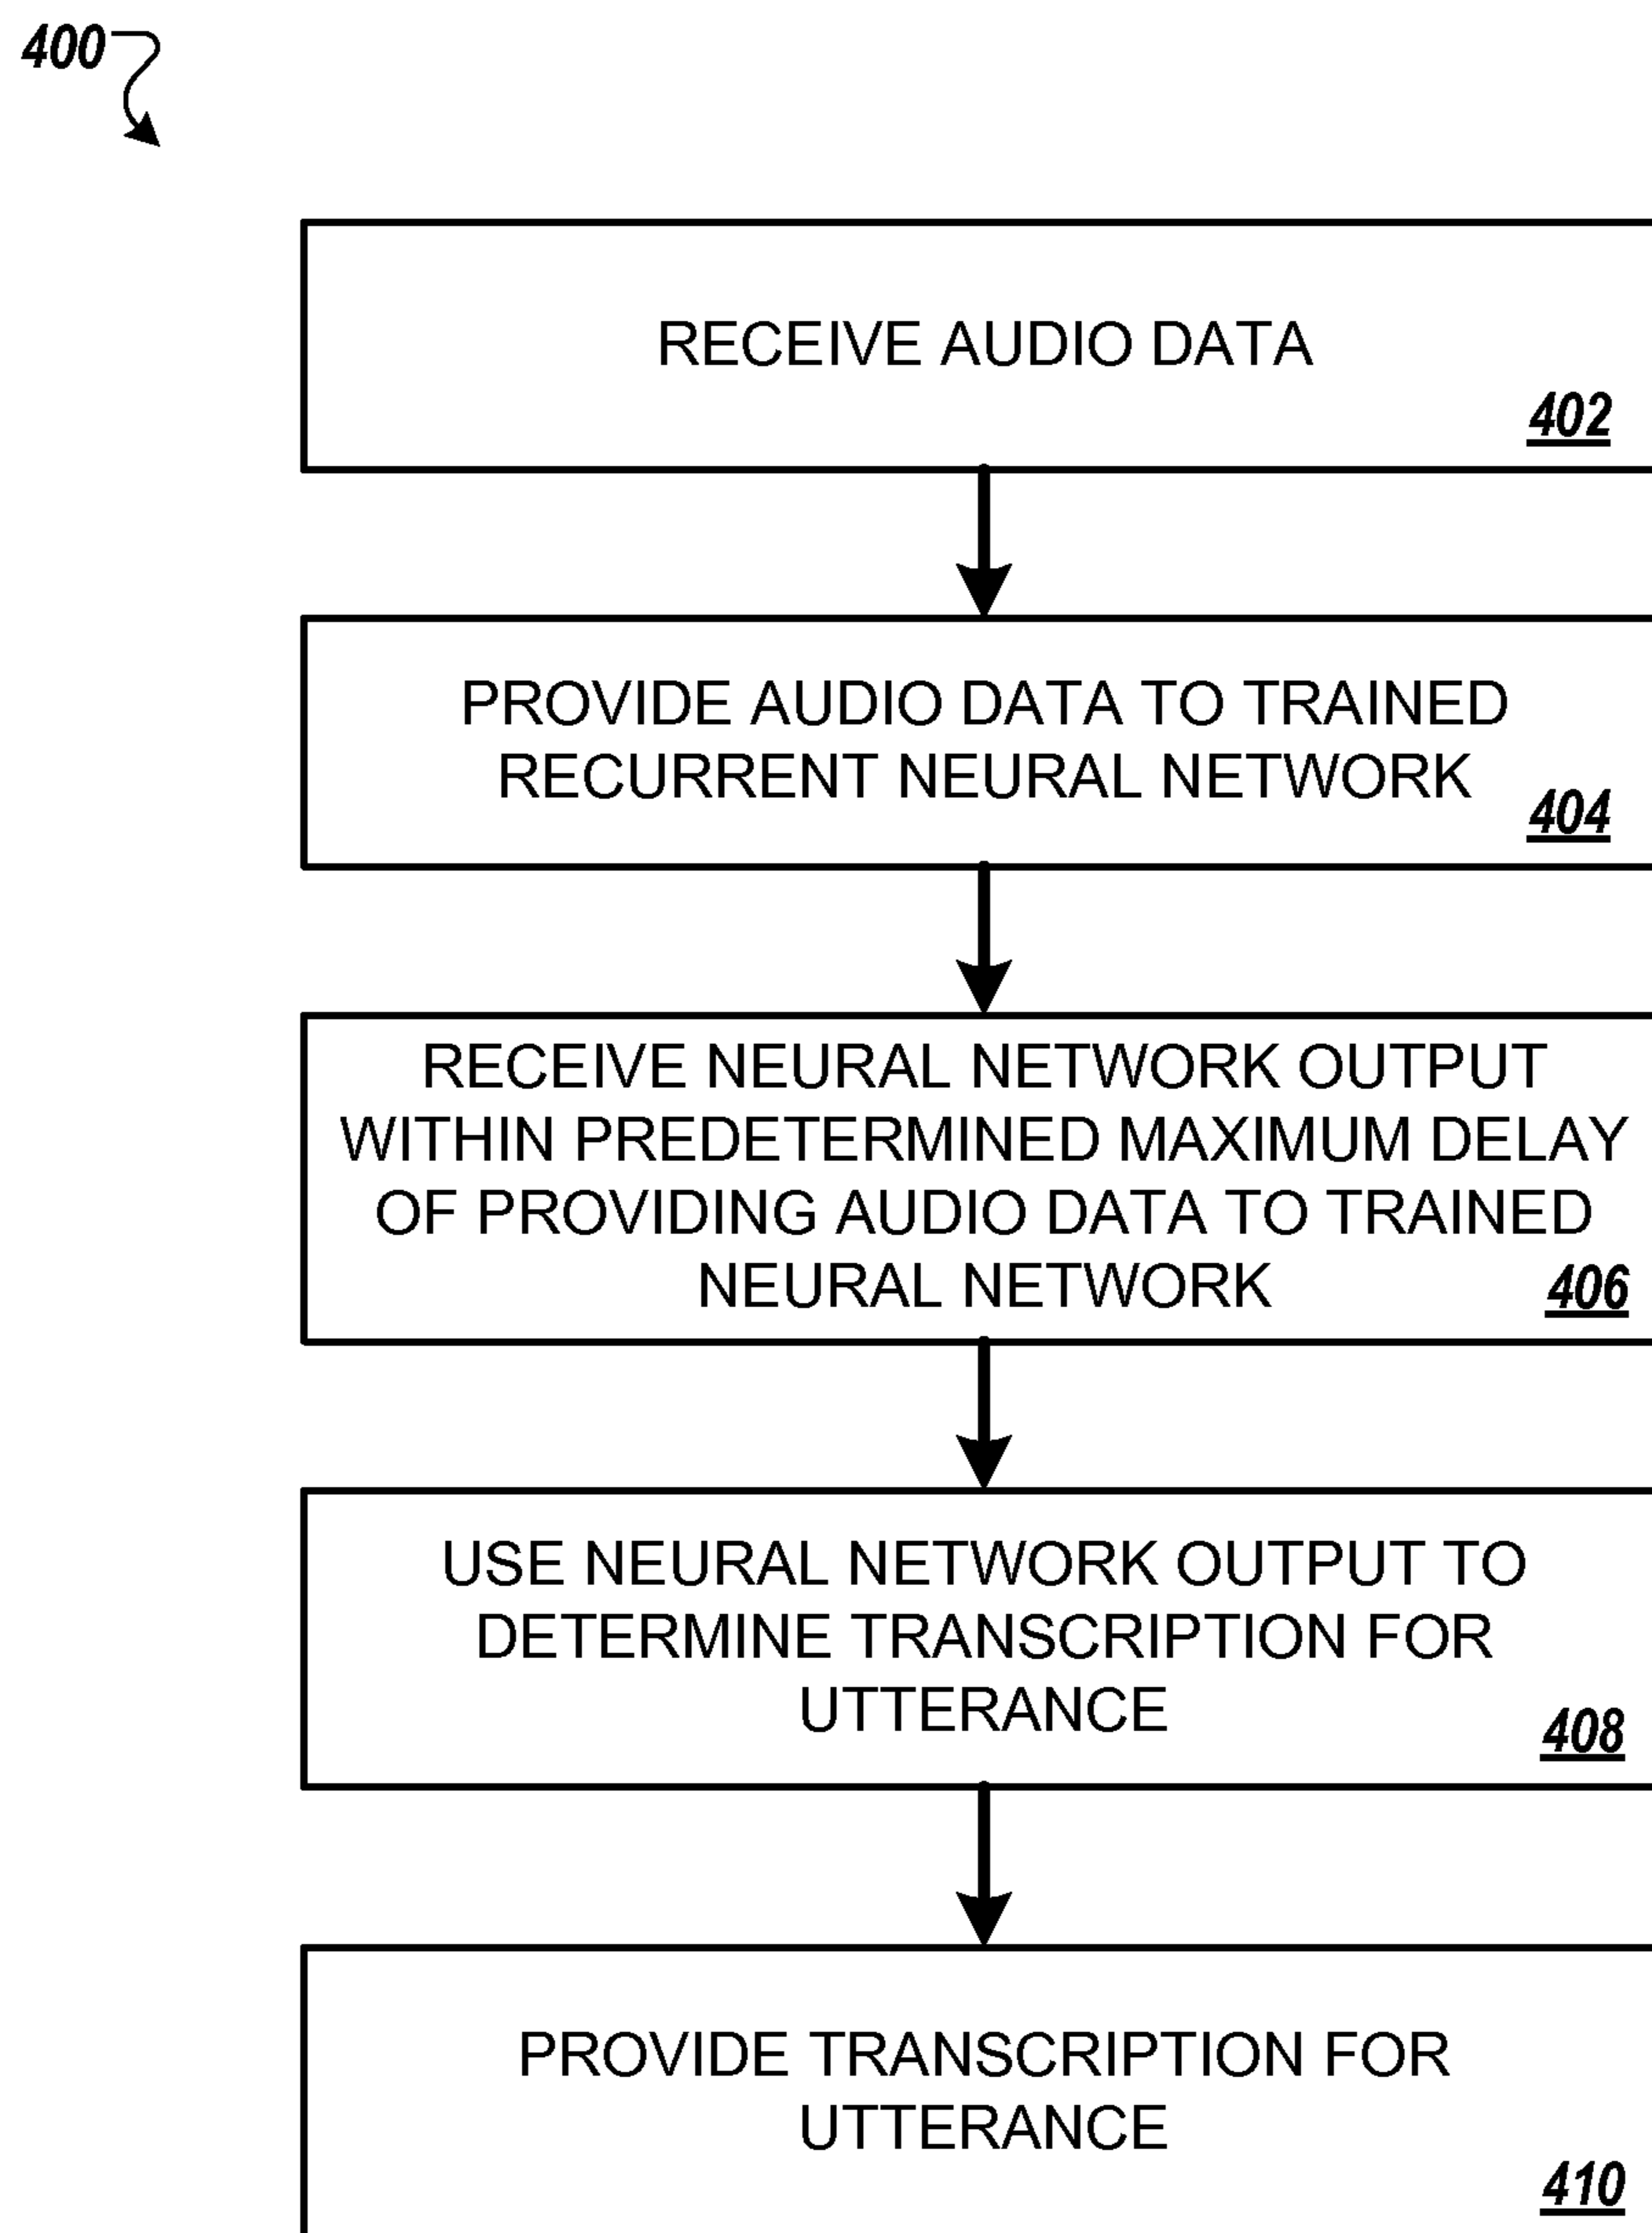 400
RECEIVE AUDIO DATA
402
PROVIDE AUDIO DATA TO TRAINED
RECURRENT NEURAL NETWORK
404
RECEIVE NEURAL NETWORK OUTPUT
WITHIN PREDETERMINED MAXIMUM DELAY
OF PROVIDING AUDIO DATA TO TRAINED
NEURAL NETWORK
406
USE NEURAL NETWORK OUTPUT TO
DETERMINE TRANSCRIPTION FOR
UTTERANCE
408
PROVIDE TRANSCRIPTION FOR
UTTERANCE
410